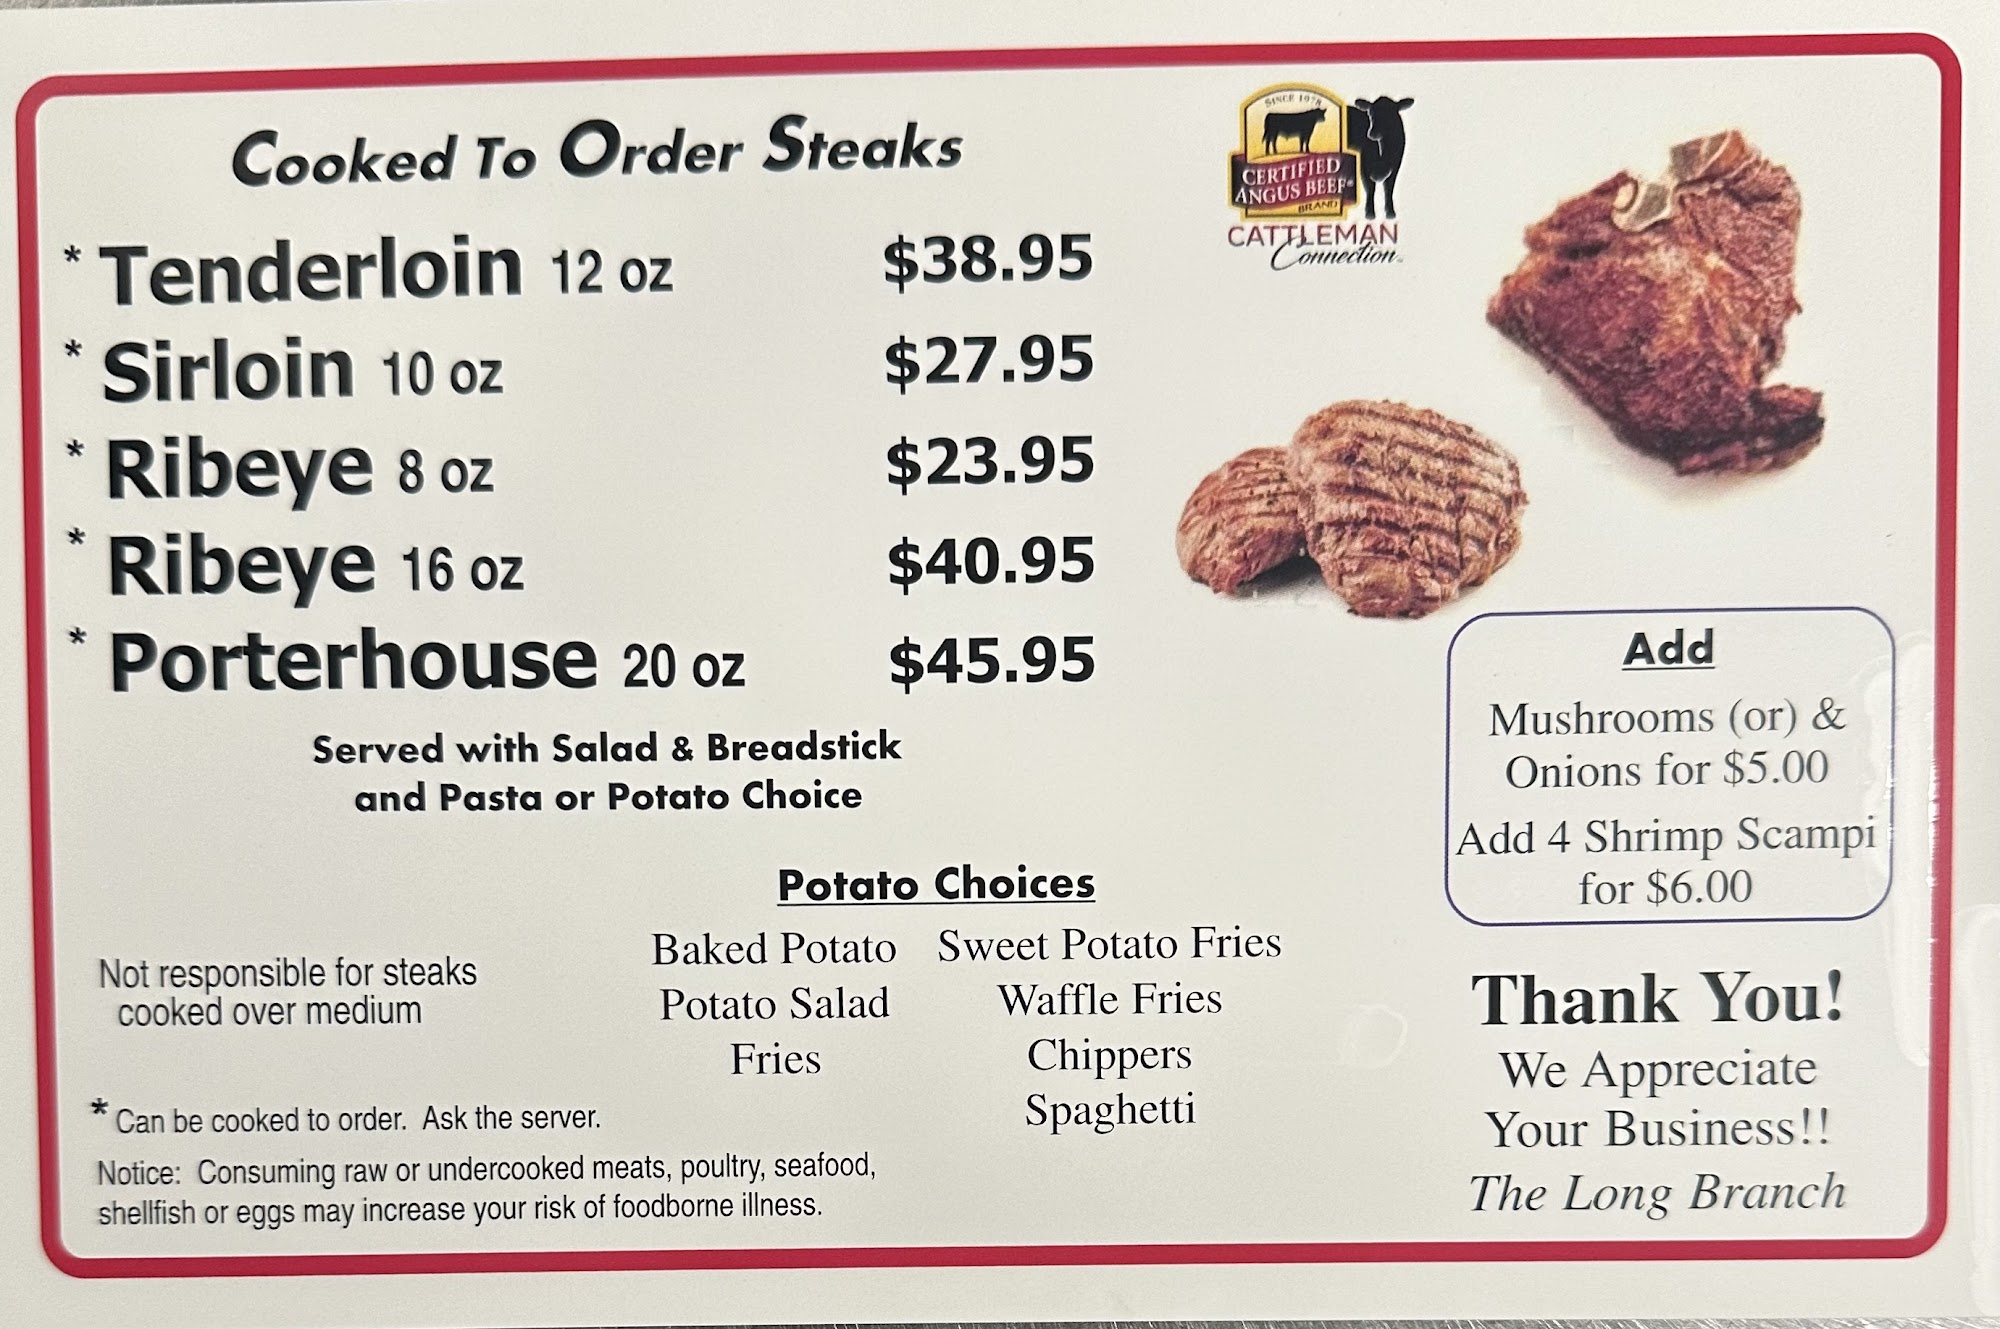 Cooked To Order Steaks
* Tenderloin 12 oz $38.95
* Sirloin 10 oz $27.95
* Ribeye 8 oz $23.95
* Ribeye 16 oz $40.95
* Porterhouse 20 oz $45.95
Served with Salad & Breadstick
and Pasta or Potato Choice
Potato Choices
Baked Potato Sweet Potato Fries
Potato Salad Waffle Fries
Fries Chippers
Spaghetti
Not responsible for steaks
cooked over medium
* Can be cooked to order. Ask the server.
Notice: Consuming raw or undercooked meats, poultry, seafood,
shellfish or eggs may increase your risk of foodborne illness.
SINCE 1978
CERTIFIED
ANGUS BEEF®
BRAND
CATTLEMAN
Connection
Add
Mushrooms (or) &
Onions for $5.00
Add 4 Shrimp Scampi
for $6.00
Thank You!
We Appreciate
Your Business!!
The Long Branch